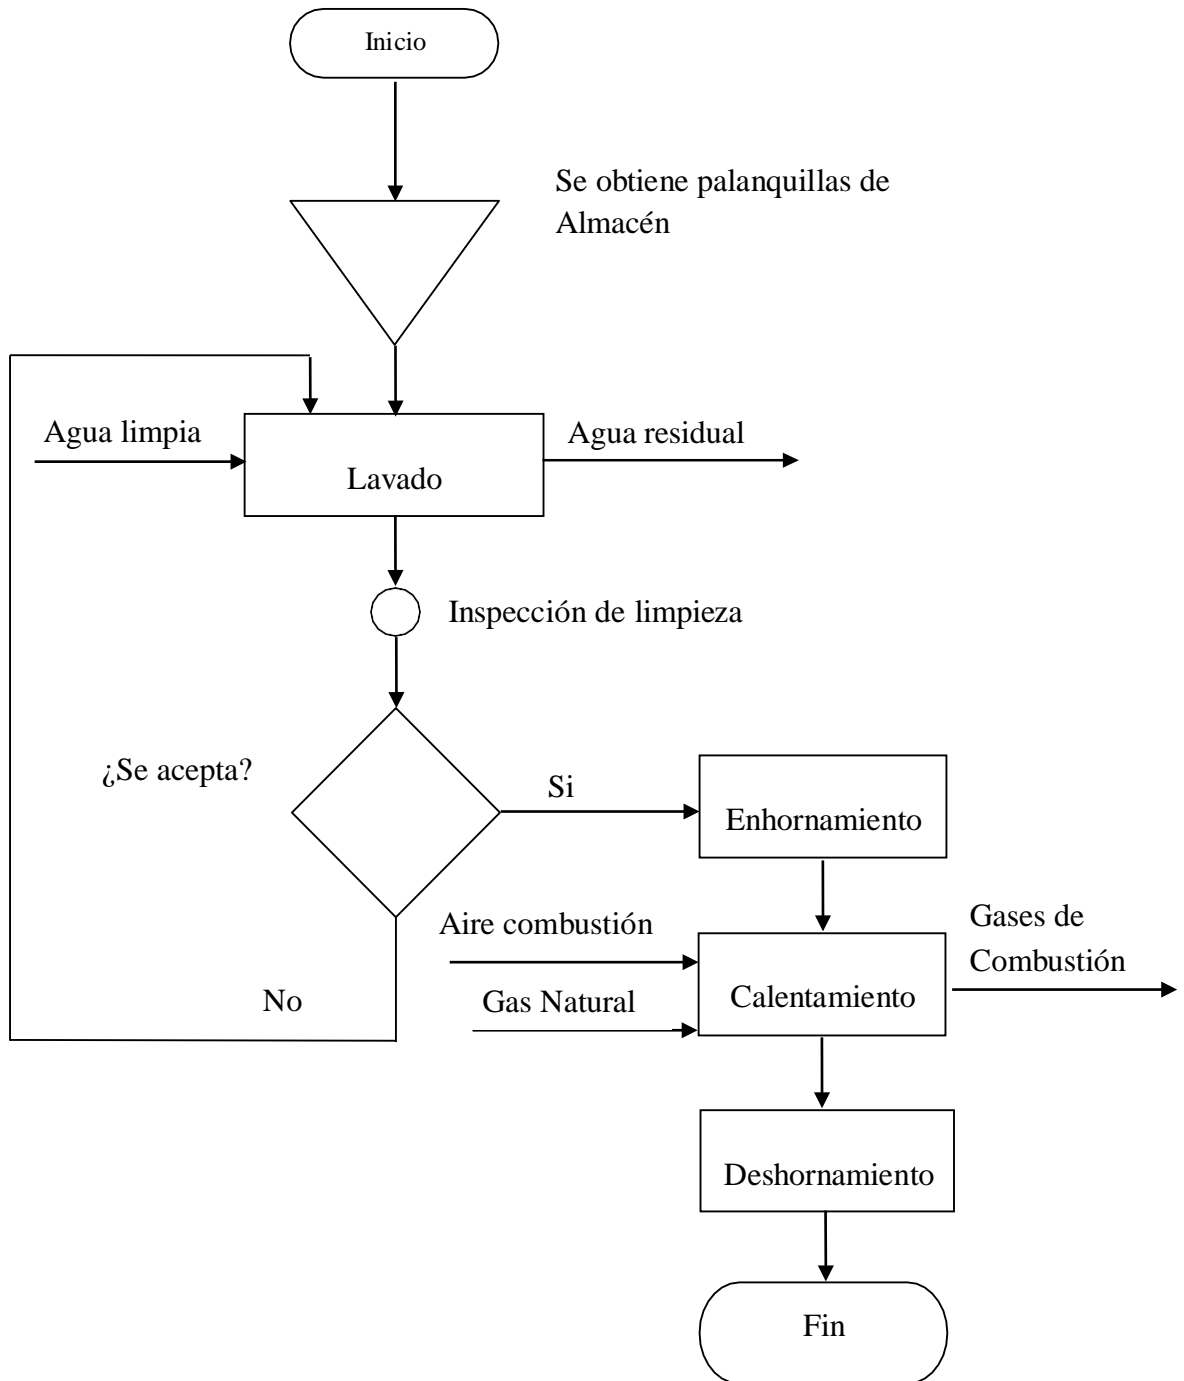 Inicio
Se obtiene palanquillas de
Almacén
Agua limpia
Agua residual
Lavado
Inspección de limpieza
¿Se acepta?
Si
Enhornamiento
Aire combustión
Gases de
Combustión
No
Gas Natural
Calentamiento
Deshornamiento
Fin